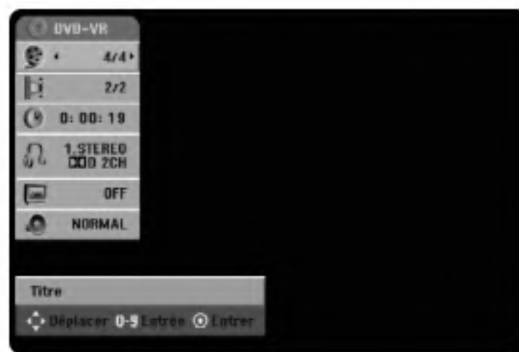 DVD-VR
4/4
2/2
0:00:19
1.STEREO
DD D 2CH
OFF
NORMAL
Titre
Déplacer 0-9 Entrée Entrer